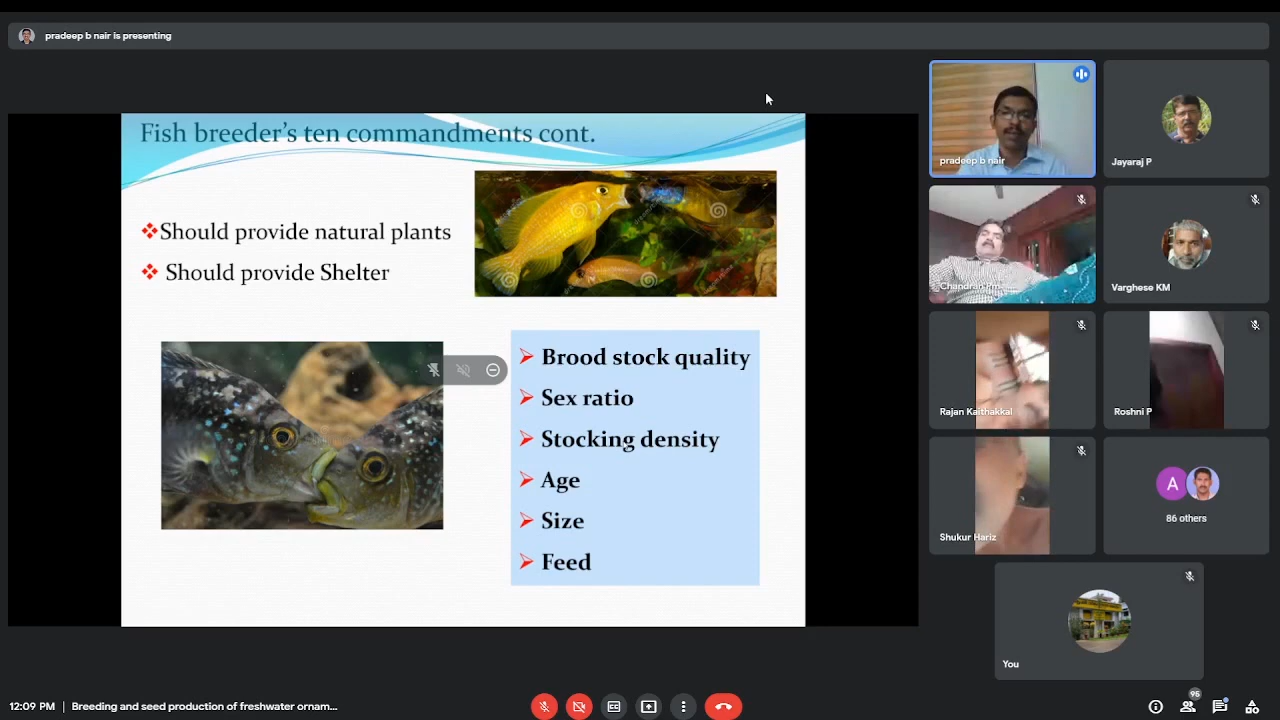 pradeep b nair is presenting
Fish breeder's ten commandments cont.
Should provide natural plants
Should provide Shelter
Brood stock quality
Sex ratio
Stocking density
Age
Size
Feed
pradeep b nair
Jayaraj P
Varghese KM
Rajan Kaithakkal
Roshni P
Shukur Hariz
A
86 others
You
12:09 PM | Breeding and seed production of freshwater ornam...
95